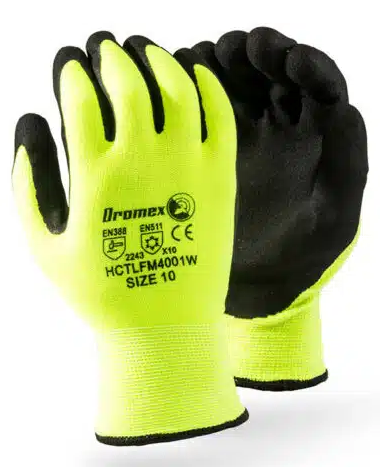 Dromex
EN388 EN511 CE
2243 X10
HCTLFM4001W
SIZE 10